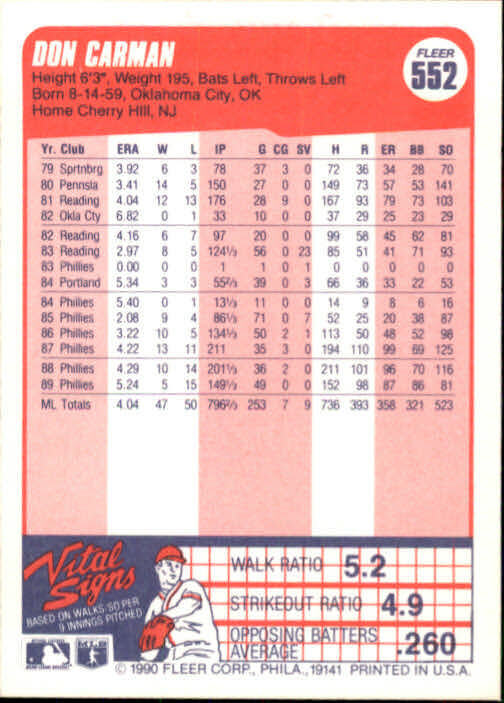 DON CARMAN
Height 6'3", Weight 195, Bats Left, Throws Left
Born 8-14-59, Oklahoma City, OK
Home Cherry Hill, NJ
FLEER
552
Yr. Club ERA W L IP G CG SV H R ER BB SO
79 Sprtnbrg 3.92 6 3 78 37 3 0 72 36 34 28 70
80 Pennsla 3.41 14 5 150 27 0 0 149 73 57 53 141
81 Reading 4.04 12 13 176 28 9 0 167 93 79 73 103
82 Okla Cty 6.82 0 1 33 10 0 0 37 29 25 23 29
82 Reading 4.16 6 7 97 20 0 0 99 58 45 62 81
83 Reading 2.97 8 5 124⅓ 56 0 23 85 51 41 71 93
83 Phillies 0.00 0 0 1 1 0 1 0 0 0 0 0
84 Portland 5.34 3 3 55⅔ 39 0 3 66 36 33 22 53
84 Phillies 5.40 0 1 13⅓ 11 0 0 14 9 8 6 16
85 Phillies 2.08 9 4 86⅓ 71 0 7 52 25 20 38 87
86 Phillies 3.22 10 5 134⅓ 50 2 1 113 50 48 52 98
87 Phillies 4.22 13 11 211 35 3 0 194 110 99 69 125
88 Phillies 4.29 10 14 201⅓ 36 2 0 211 101 96 70 116
89 Phillies 5.24 5 15 149⅓ 49 0 0 152 98 87 86 81
ML Totals 4.04 47 50 796⅔ 253 7 9 736 393 358 321 523
Vital
Signs
BASED ON WALKS/SO PER
9 INNINGS PITCHED
WALK RATIO 5.2
STRIKEOUT RATIO 4.9
OPPOSING BATTERS
AVERAGE .260
© 1990 FLEER CORP., PHILA., 19141 PRINTED IN U.S.A.